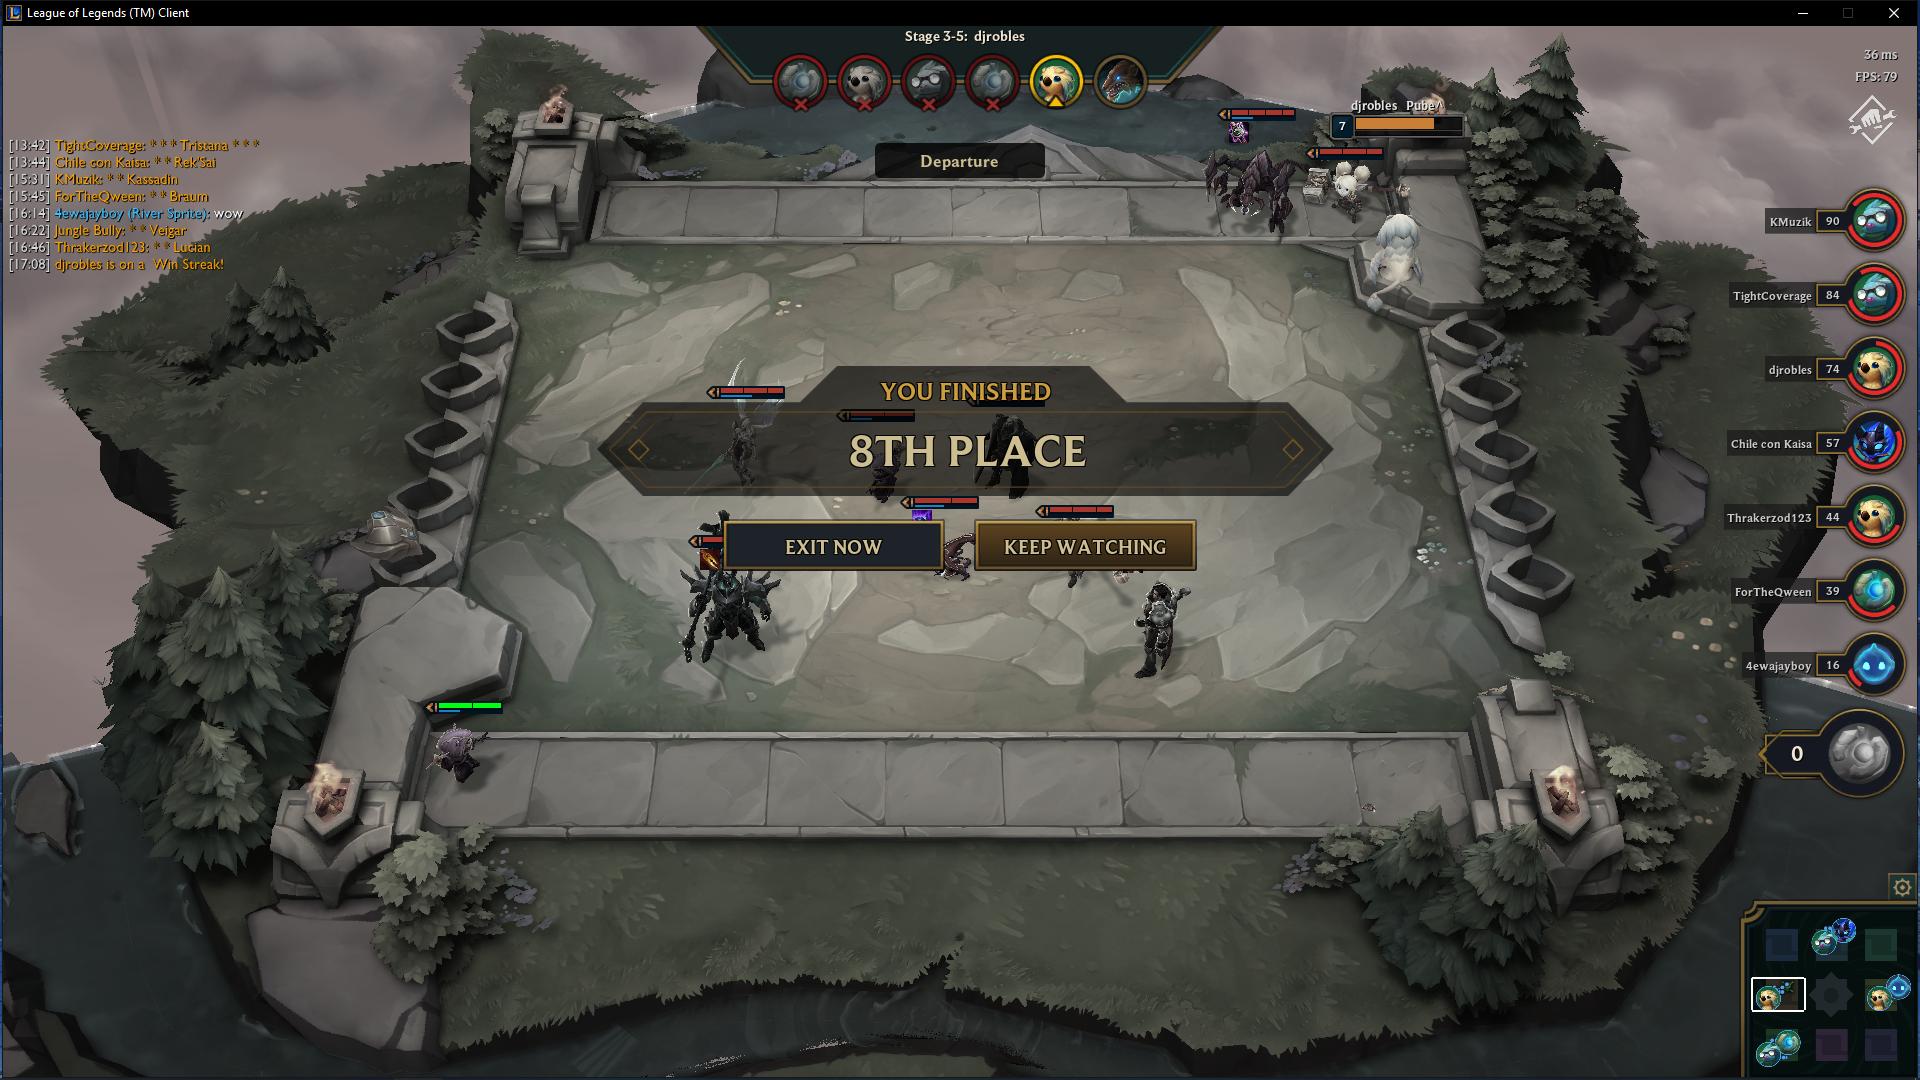 League of Legends (TM) Client
Stage 3-5: djrobles
36 ms
FPS: 79
djrobles Pube^
7
Departure
[13:42] TightCoverage: * * * Tristana * * *
[13:44] Chile con Kaisa: * * Rek'Sai
[15:31] KMuzik: * * Kassadin
[15:45] ForTheQween: * * Braum
[16:14] 4ewajayboy (River Sprite): wow
[16:22] Jungle Bully: * * Veigar
[16:46] Thrakerzod123: * * Lucian
[17:08] djrobles is on a Win Streak!
KMuzik 90
TightCoverage 84
djrobles 74
Chile con Kaisa 57
Thrakerzod123 44
ForTheQween 39
4ewajayboy 16
0
YOU FINISHED
8TH PLACE
EXIT NOW
KEEP WATCHING